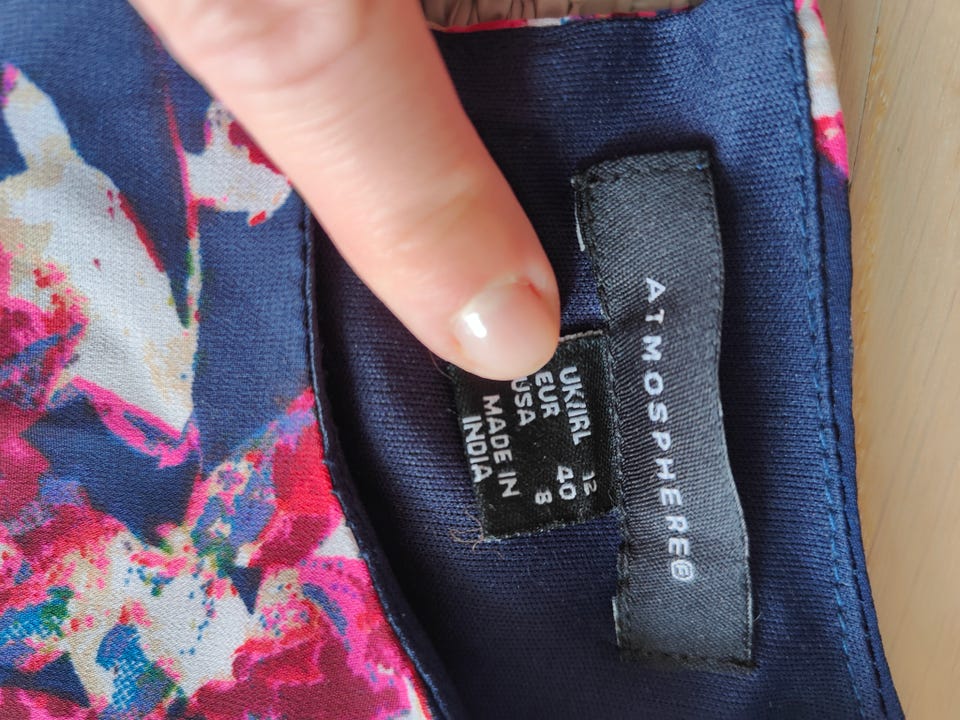 ATMOSPHERE®
UK/IRL 12
EUR 40
USA 8
MADE IN
INDIA